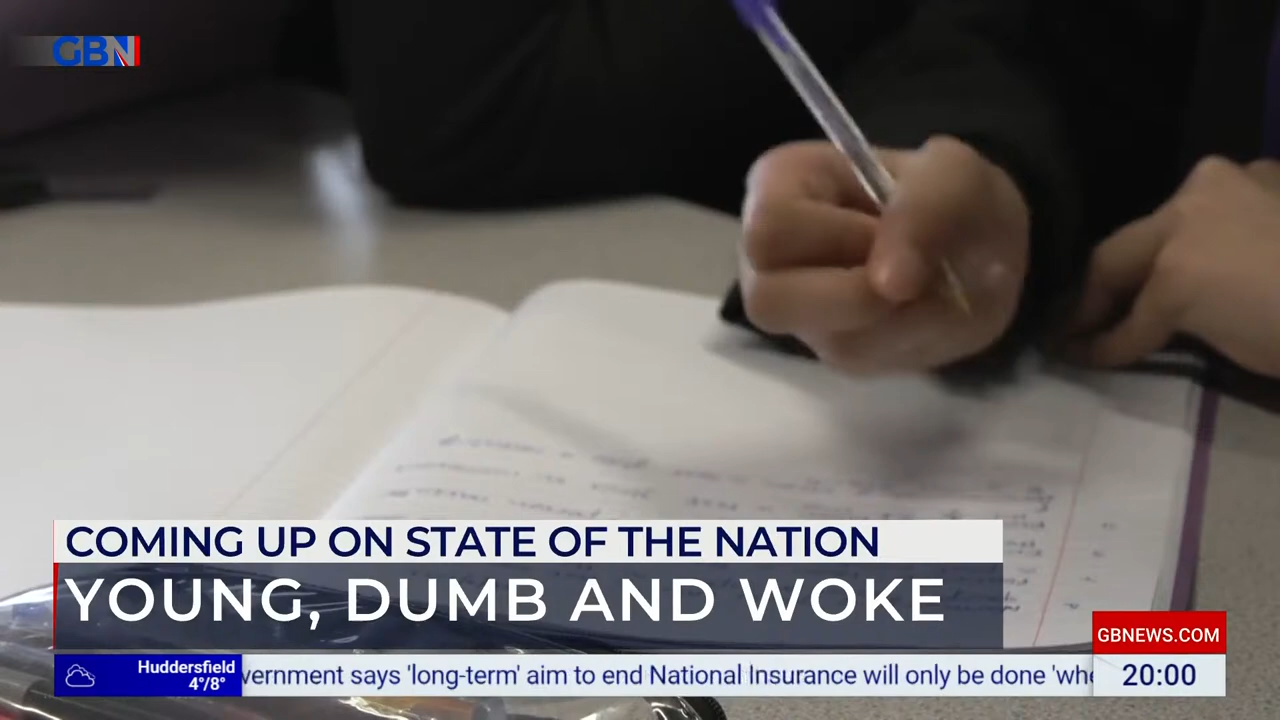 GBN
COMING UP ON STATE OF THE NATION
YOUNG, DUMB AND WOKE
GBNEWS.COM
Huddersfield
4°/8°
vernment says 'long-term' aim to end National Insurance will only be done 'whe
20:00